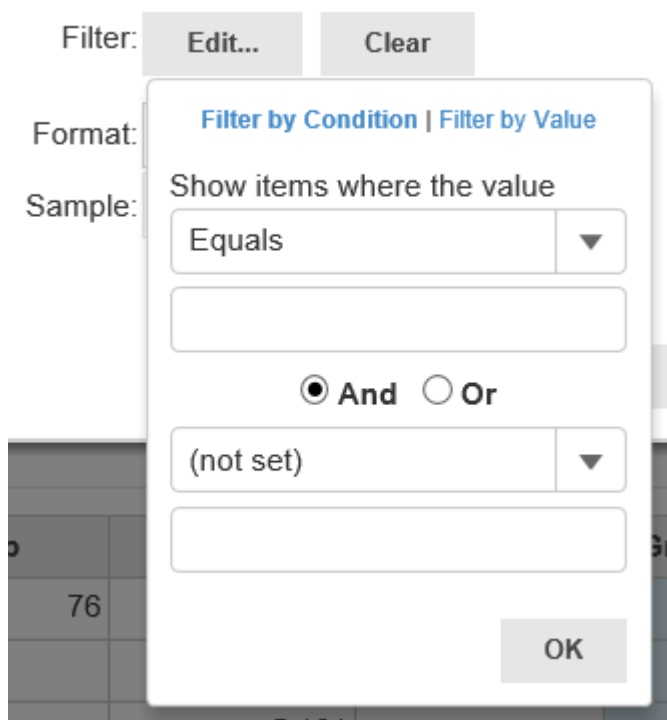 Filter: Edit... Clear
Filter by Condition | Filter by Value
Format:
Show items where the value
Sample:
Equals
And Or
(not set)
76
OK